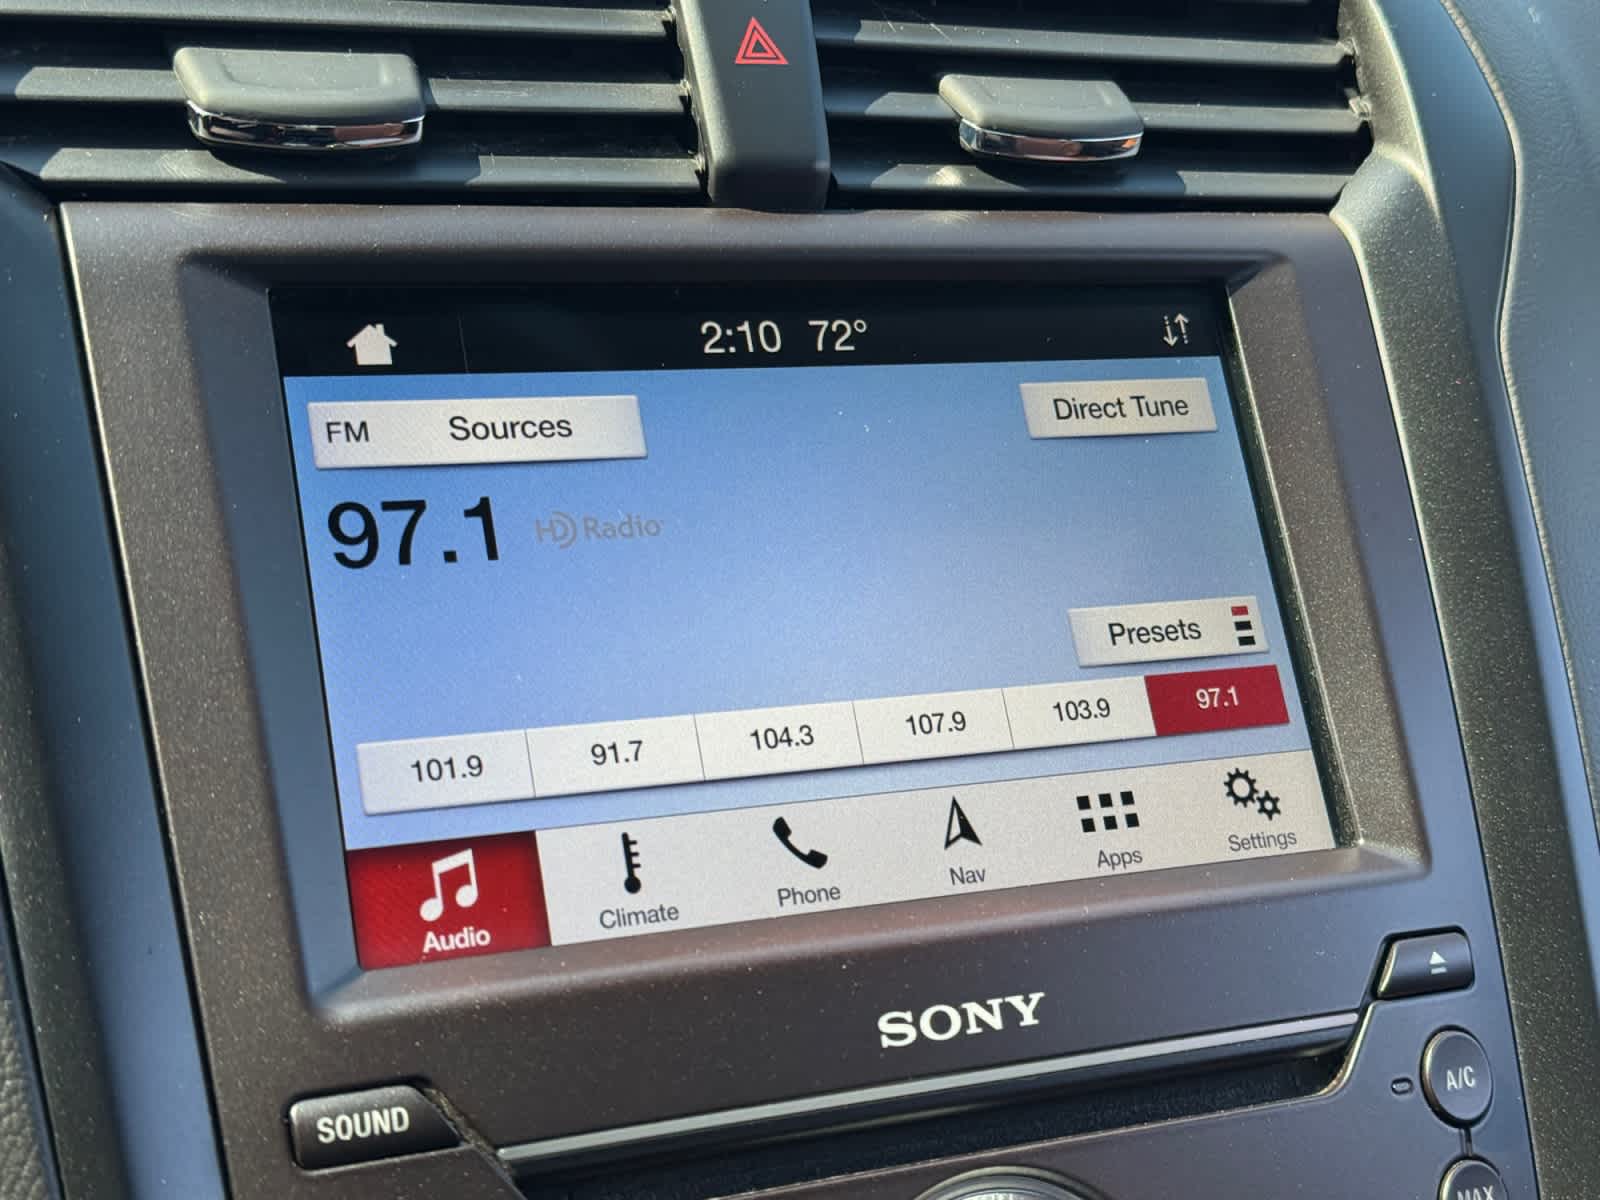 2:10 72°
FM Sources
Direct Tune
97.1 HD Radio
Presets
101.9 91.7 104.3 107.9 103.9 97.1
Audio Climate Phone Nav Apps Settings
SONY
SOUND
A/C
MAX